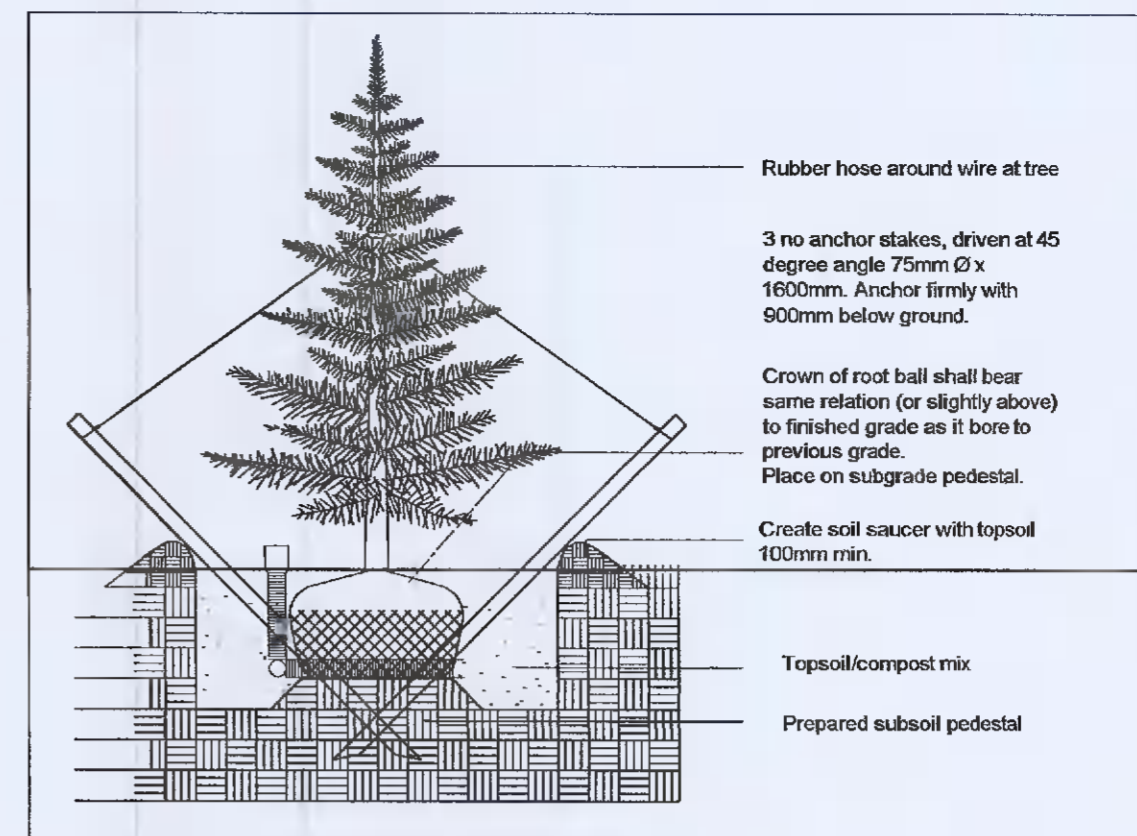 Rubber hose around wire at tree
3 no anchor stakes, driven at 45
degree angle 75mm Ø x
1600mm. Anchor firmly with
900mm below ground.
Crown of root ball shall bear
same relation (or slightly above)
to finished grade as it bore to
previous grade.
Place on subgrade pedestal.
Create soil saucer with topsoil
100mm min.
Topsoil/compost mix
Prepared subsoil pedestal